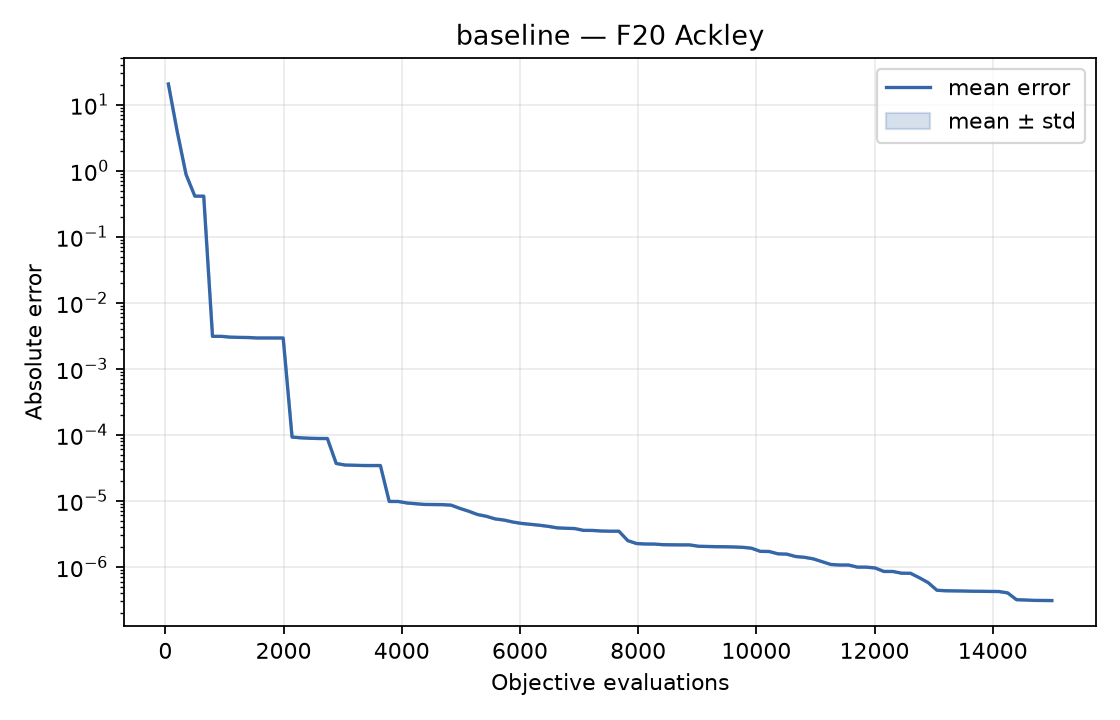 baseline — F20 Ackley
mean error
mean ± std
Absolute error
10¹
10⁰
10⁻¹
10⁻²
10⁻³
10⁻⁴
10⁻⁵
10⁻⁶
0 2000 4000 6000 8000 10000 12000 14000
Objective evaluations